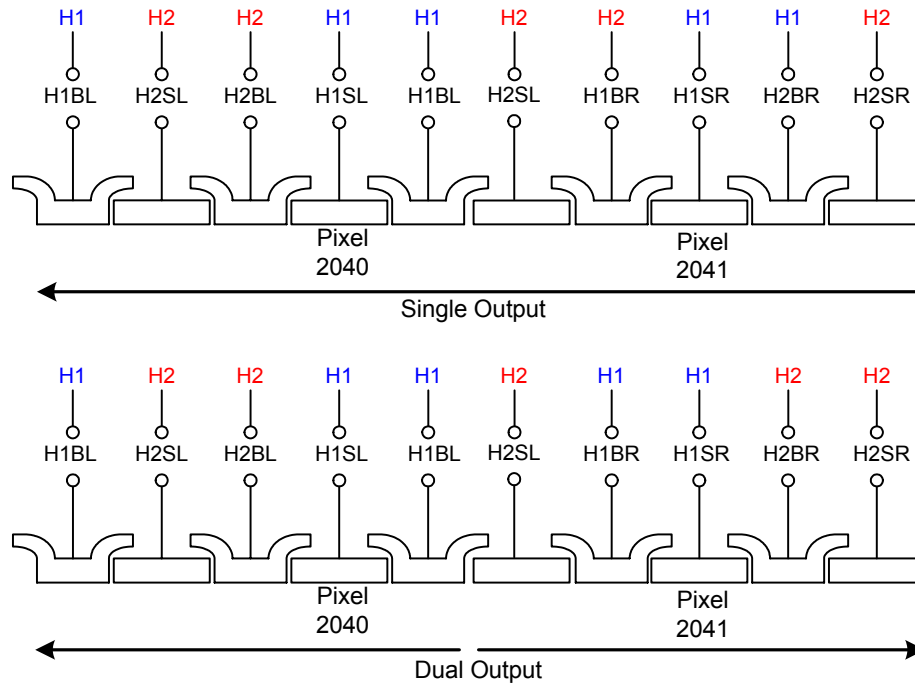 H1 H2 H2 H1 H1 H2 H2 H1 H1 H2
H1BL H2SL H2BL H1SL H1BL H2SL H1BR H1SR H2BR H2SR
Pixel Pixel
2040 2041
Single Output
H1 H2 H2 H1 H1 H2 H1 H1 H2 H2
H1BL H2SL H2BL H1SL H1BL H2SL H1BR H1SR H2BR H2SR
Pixel Pixel
2040 2041
Dual Output